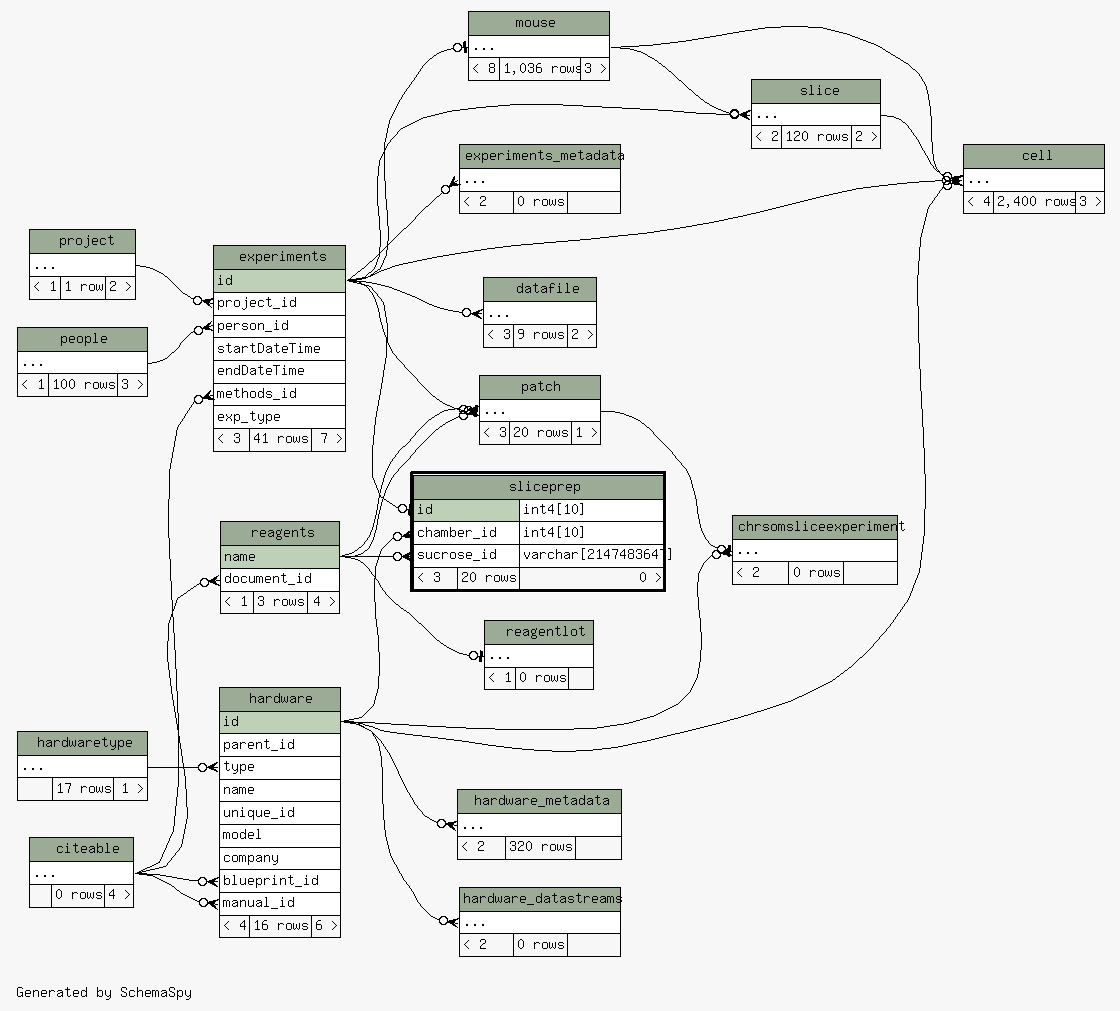 mouse
...
< 8 1,036 rows 3 >
slice
...
< 2 120 rows 2 >
experiments_metadata
...
< 2 0 rows
cell
...
< 4 2,400 rows 3 >
project
...
< 1 1 row 2 >
people
...
< 1 100 rows 3 >
experiments
id
project_id
person_id
startDateTime
endDateTime
methods_id
exp_type
< 3 41 rows 7 >
datafile
...
< 3 9 rows 2 >
patch
...
< 3 20 rows 1 >
sliceprep
id int4[10]
chamber_id int4[10]
sucrose_id varchar[2147483647]
< 3 20 rows 0 >
chrsomsliceexperiment
...
< 2 0 rows
reagents
name
document_id
< 1 3 rows 4 >
reagentlot
...
< 1 0 rows
hardware
id
parent_id
type
name
unique_id
model
company
blueprint_id
manual_id
< 4 16 rows 6 >
hardwaretype
...
17 rows 1 >
citeable
...
0 rows 4 >
hardware_metadata
...
< 2 320 rows
hardware_datastreams
...
< 2 0 rows
Generated by SchemaSpy